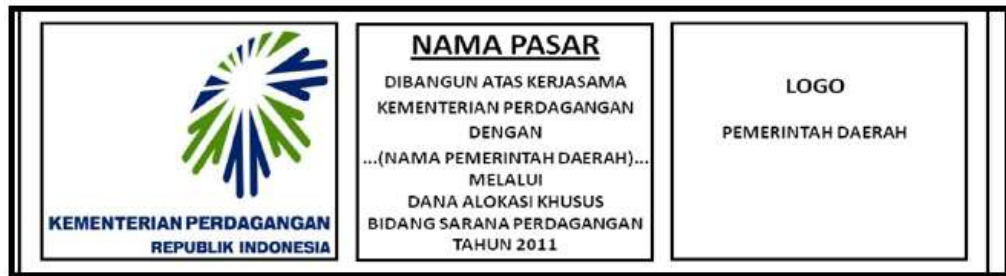 KEMENTERIAN PERDAGANGAN
REPUBLIK INDONESIA
NAMA PASAR
DIBANGUN ATAS KERJASAMA
KEMENTERIAN PERDAGANGAN
DENGAN
...(NAMA PEMERINTAH DAERAH)...
MELALUI
DANA ALOKASI KHUSUS
BIDANG SARANA PERDAGANGAN
TAHUN 2011
LOGO
PEMERINTAH DAERAH